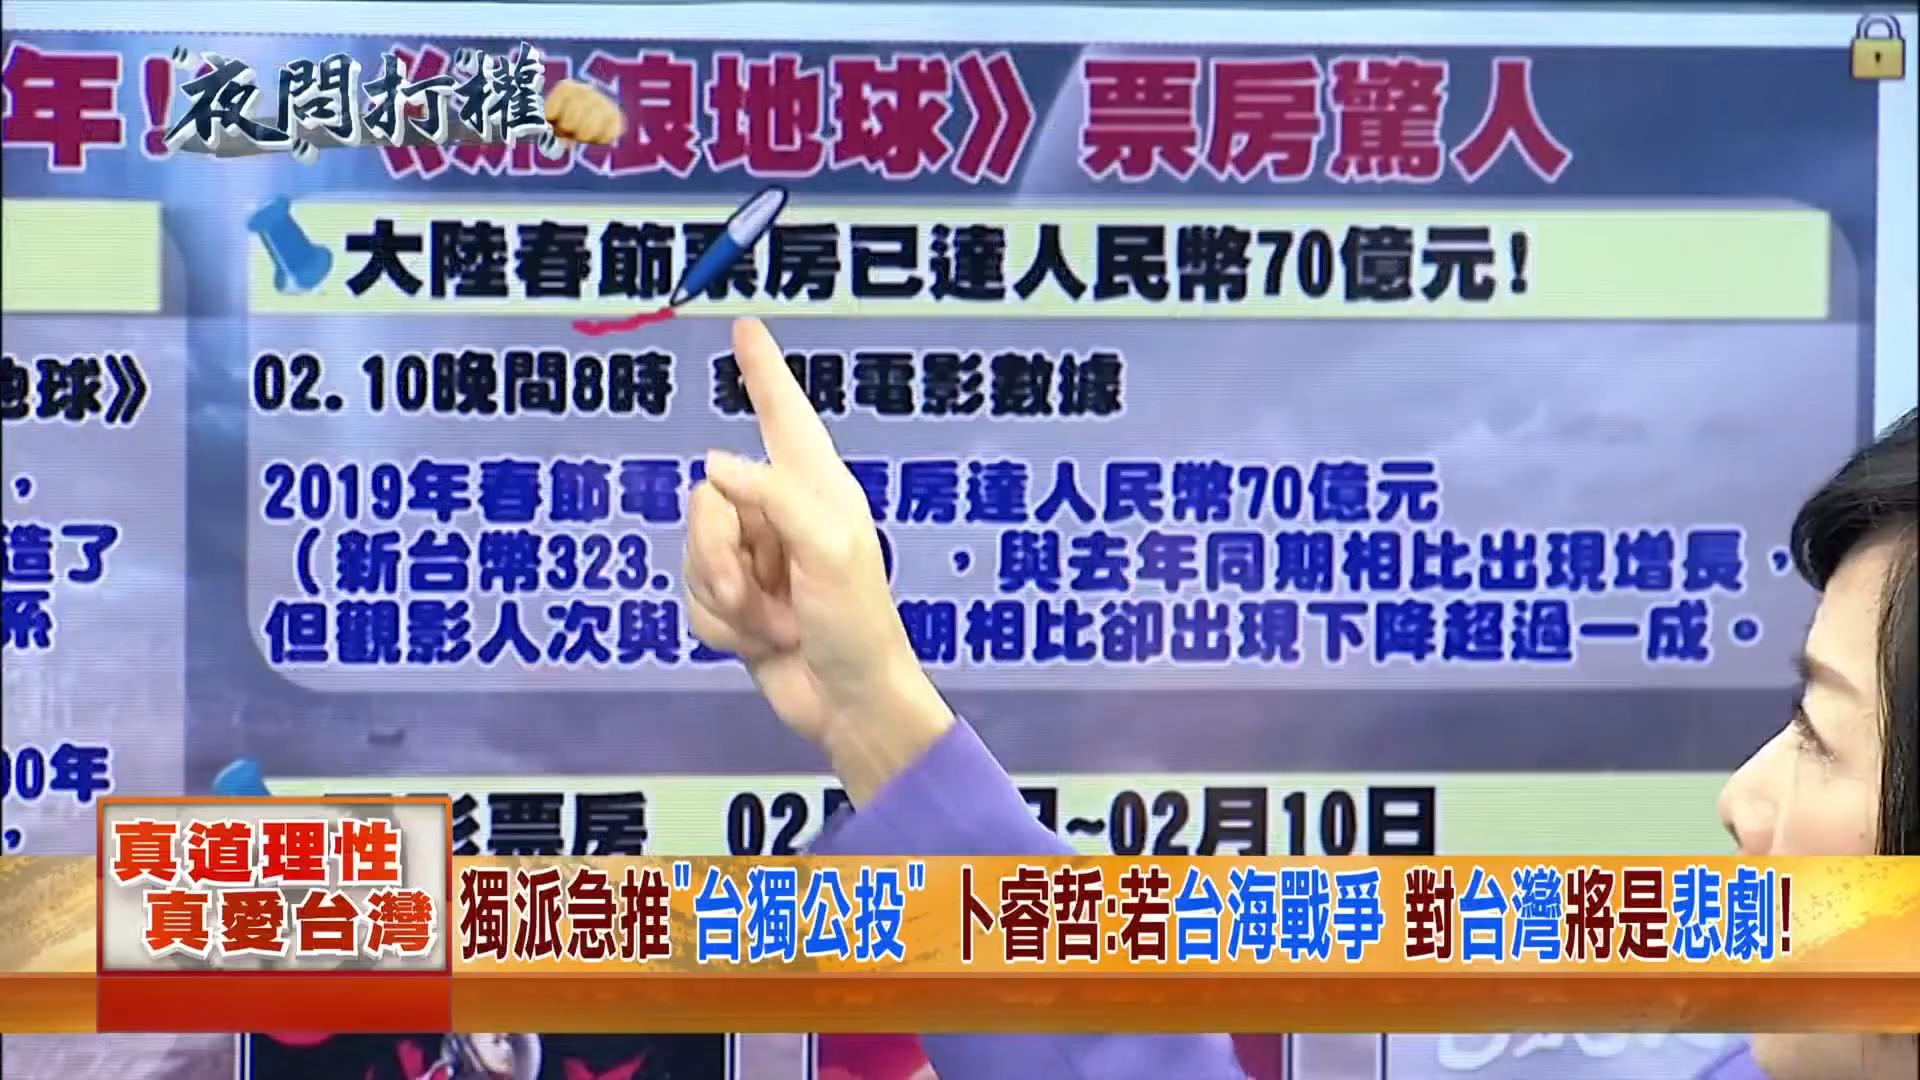 年!
《流浪地球》票房驚人
"夜"問打"權"
大陸春節票房已達人民幣70億元!
地球》
02.10晚間8時 貓眼電影數據
，
2019年春節電 票房達人民幣70億元
造了
(新台幣323. )，與去年同期相比出現增長，
系
但觀影人次與 期相比卻出現下降超過一成。
00年
，
影票房 02 日~02月10日
真道理性
真愛台灣
獨派急推"台獨公投" 卜睿哲:若台海戰爭 對台灣將是悲劇!